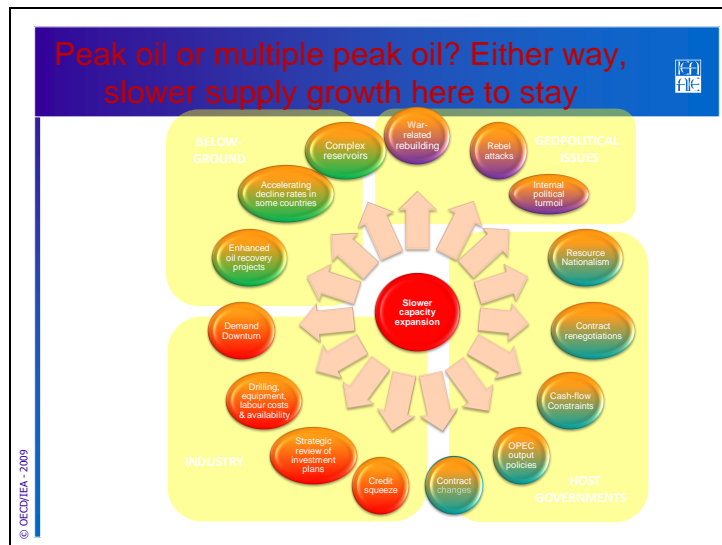 Peak oil or multiple peak oil? Either way,
slower supply growth here to stay
IEA
AIE
BELOW-
GROUND
GEOPOLITICAL
ISSUES
War-
related
rebuilding
Complex
reservoirs
Rebel
attacks
Accelerating
decline rates in
some countries
Internal
political
turmoil
Enhanced
oil recovery
projects
Resource
Nationalism
Slower
capacity
expansion
Demand
Downturn
Contract
renegotiations
Drilling,
equipment,
labour costs
& availability
Cash-flow
Constraints
Strategic
review of
investment
plans
OPEC
output
policies
INDUSTRY
Credit
squeeze
Contract
changes
HOST
GOVERNMENTS
© OECD/IEA - 2009